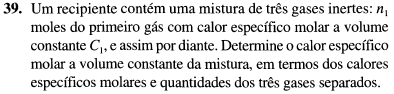 39. Um recipiente contém uma mistura de três gases inertes: n₁
moles do primeiro gás com calor específico molar a volume
constante C₁, e assim por diante. Determine o calor específico
molar a volume constante da mistura, em termos dos calores
específicos molares e quantidades dos três gases separados.